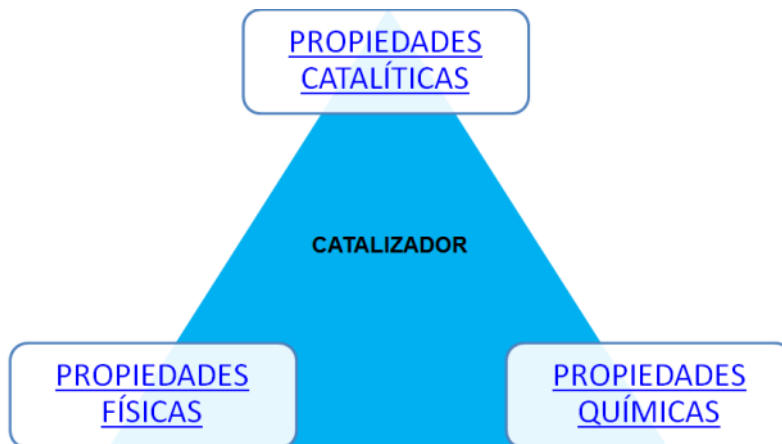 PROPIEDADES
CATALÍTICAS
CATALIZADOR
PROPIEDADES
FÍSICAS
PROPIEDADES
QUÍMICAS